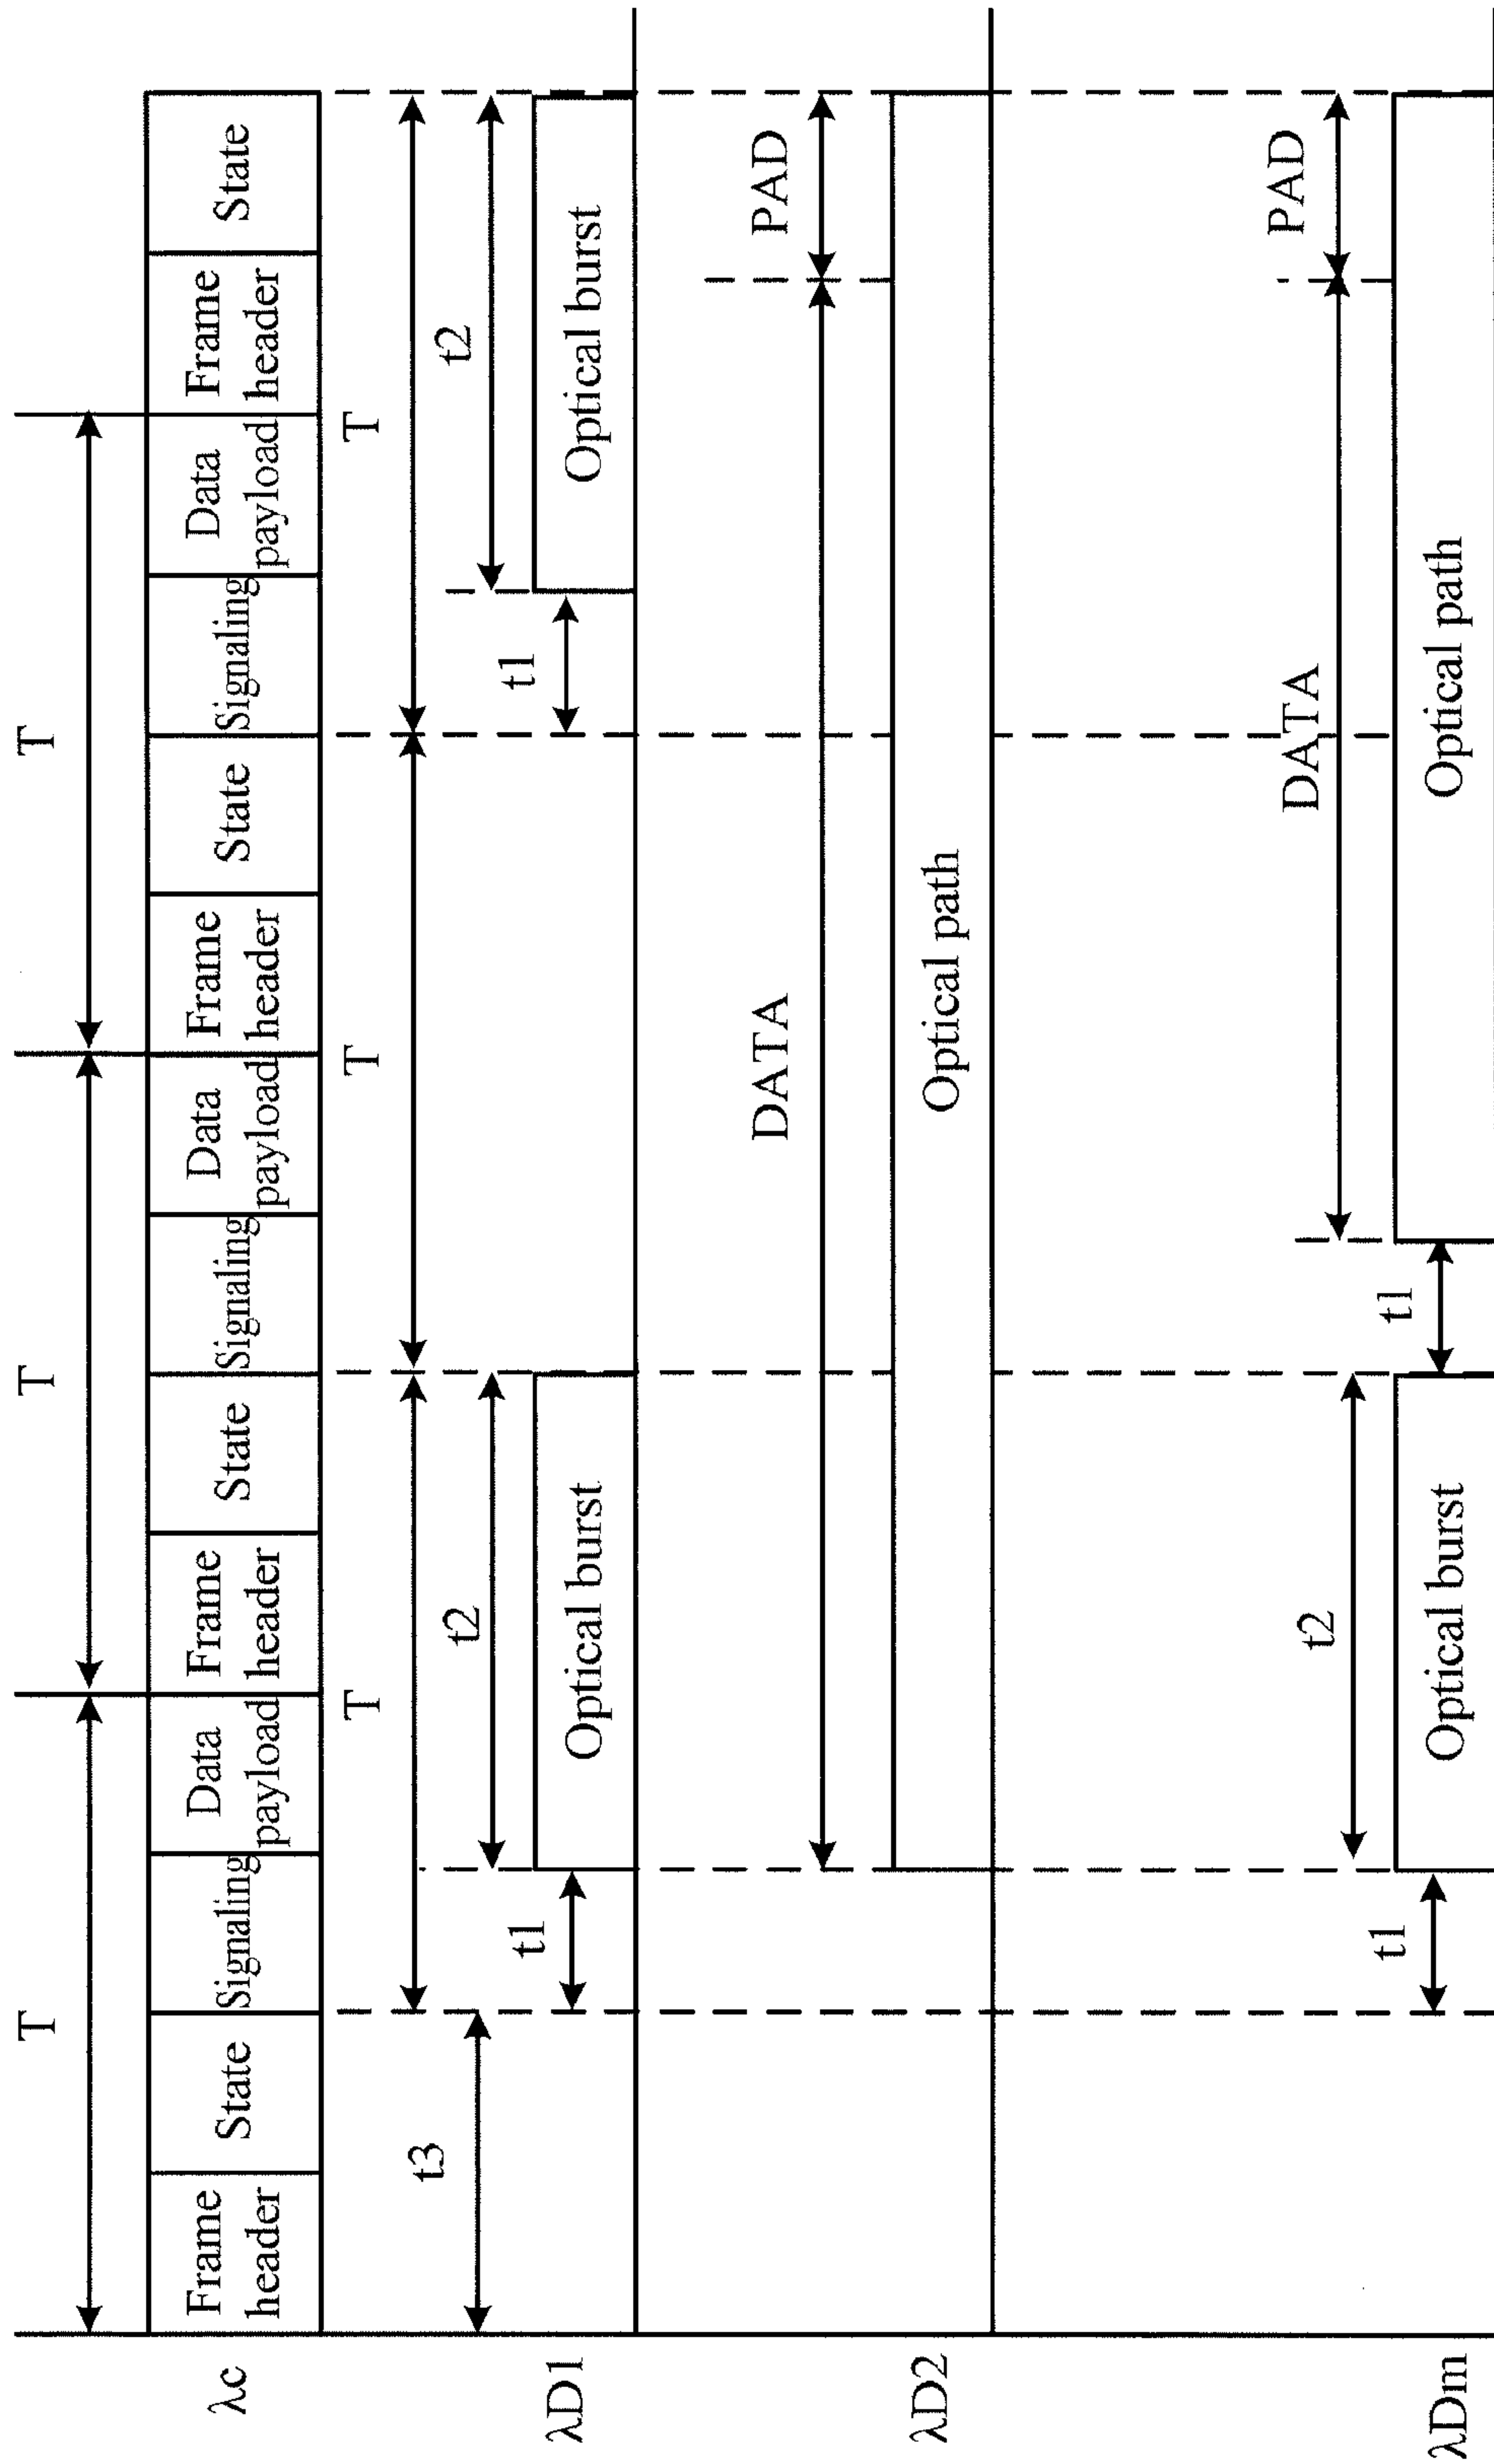 T
T
T
λc
Frame
header
State
Signaling
Data
payload
Frame
header
State
Signaling
Data
payload
Frame
header
State
Signaling
Data
payload
Frame
header
State
T
T
T
t3
t2
t2
λD1
t1
Optical burst
t1
Optical burst
DATA
PAD
λD2
Optical path
DATA
PAD
t2
λDm
t1
Optical burst
t1
Optical path